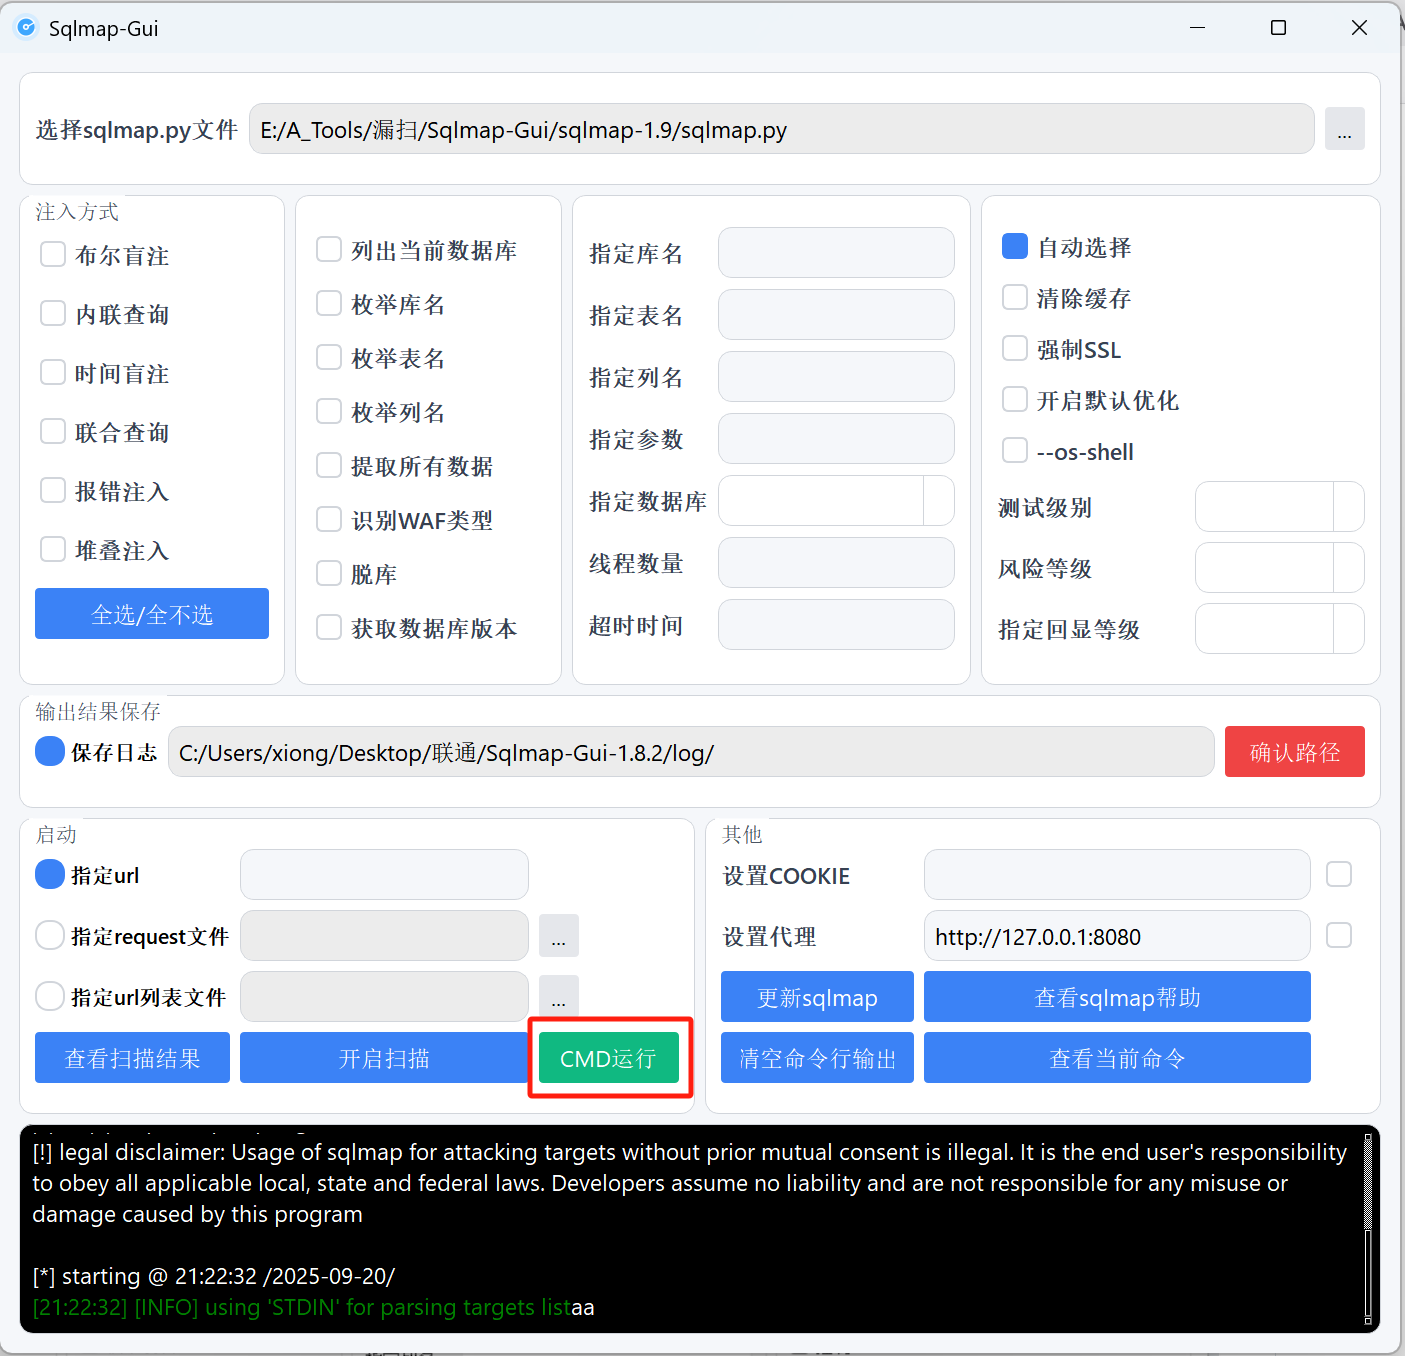 Sqlmap-Gui
选择sqlmap.py文件 E:/A_Tools/漏扫/Sqlmap-Gui/sqlmap-1.9/sqlmap.py ...
注入方式
布尔盲注
内联查询
时间盲注
联合查询
报错注入
堆叠注入
全选/全不选
列出当前数据库
枚举库名
枚举表名
枚举列名
提取所有数据
识别WAF类型
脱库
获取数据库版本
指定库名
指定表名
指定列名
指定参数
指定数据库
线程数量
超时时间
自动选择
清除缓存
强制SSL
开启默认优化
--os-shell
测试级别
风险等级
指定回显等级
输出结果保存
保存日志 C:/Users/xiong/Desktop/联通/Sqlmap-Gui-1.8.2/log/ 确认路径
启动
指定url
指定request文件 ...
指定url列表文件 ...
查看扫描结果 开启扫描 CMD运行
其他
设置COOKIE
设置代理 http://127.0.0.1:8080
更新sqlmap 查看sqlmap帮助
清空命令行输出 查看当前命令
[!] legal disclaimer: Usage of sqlmap for attacking targets without prior mutual consent is illegal. It is the end user's responsibility
to obey all applicable local, state and federal laws. Developers assume no liability and are not responsible for any misuse or
damage caused by this program
[*] starting @ 21:22:32 /2025-09-20/
[21:22:32] [INFO] using 'STDIN' for parsing targets listaa